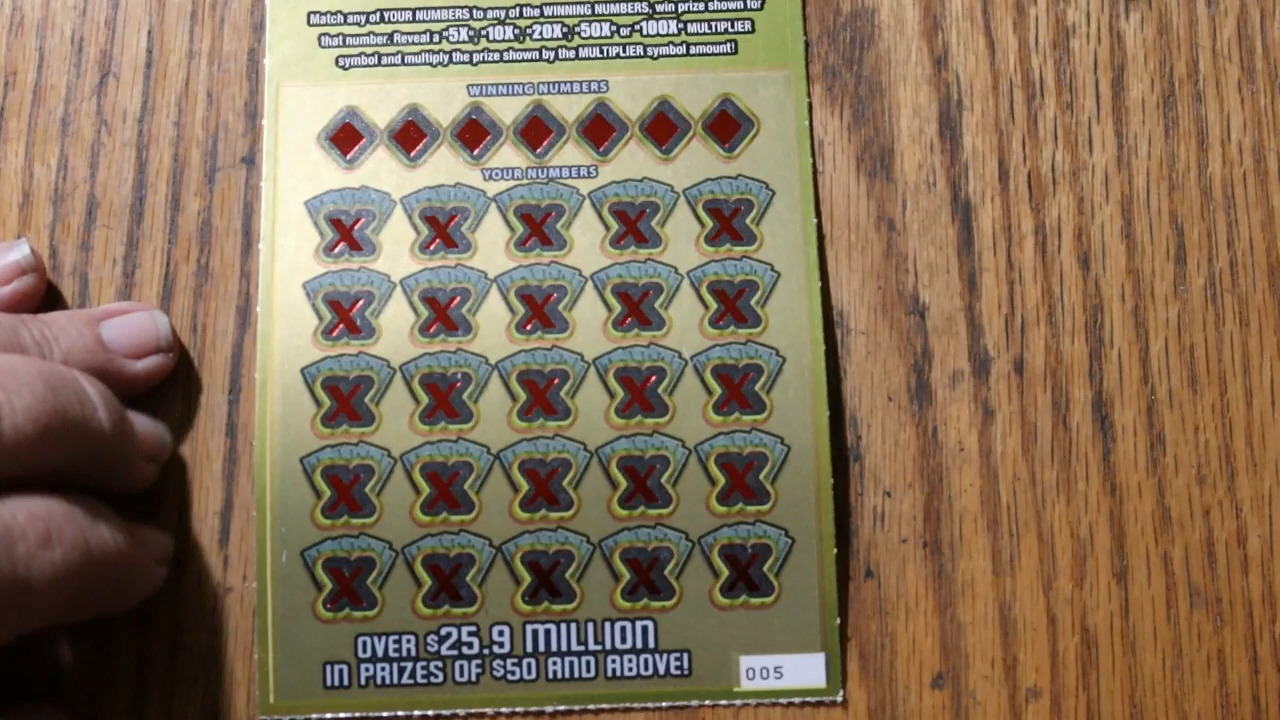 Match any of YOUR NUMBERS to any of the WINNING NUMBERS, win prize shown for
that number. Reveal a "5X", "10X", "20X", "50X" or "100X" MULTIPLIER
symbol and multiply the prize shown by the MULTIPLIER symbol amount!
WINNING NUMBERS
YOUR NUMBERS
X X X X X
X X X X X
X X X X X
X X X X X
X X X X X
OVER $25.9 MILLION
IN PRIZES OF $50 AND ABOVE!
005